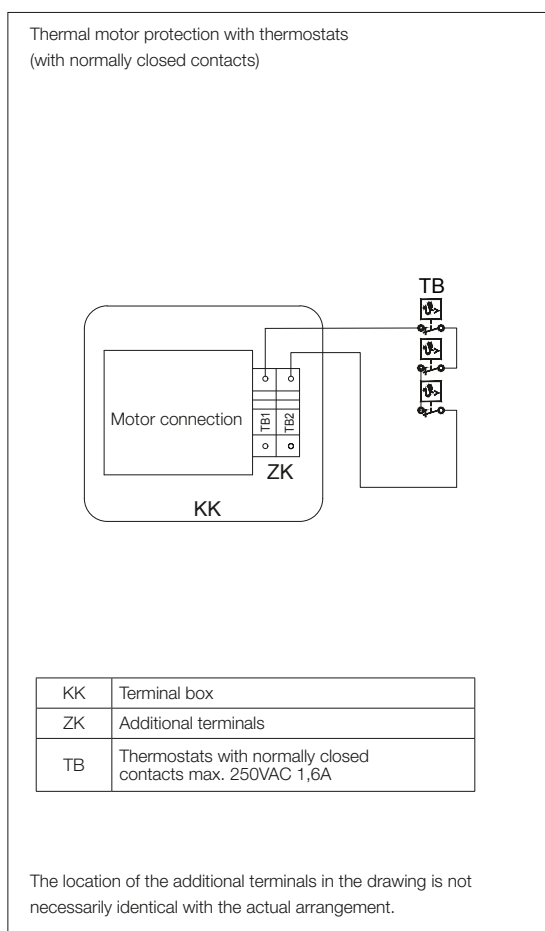 Thermal motor protection with thermostats
(with normally closed contacts)
TB
Motor connection
TB1
TB2
ZK
KK
KK Terminal box
ZK Additional terminals
TB Thermostats with normally closed
contacts max. 250VAC 1,6A
The location of the additional terminals in the drawing is not
necessarily identical with the actual arrangement.